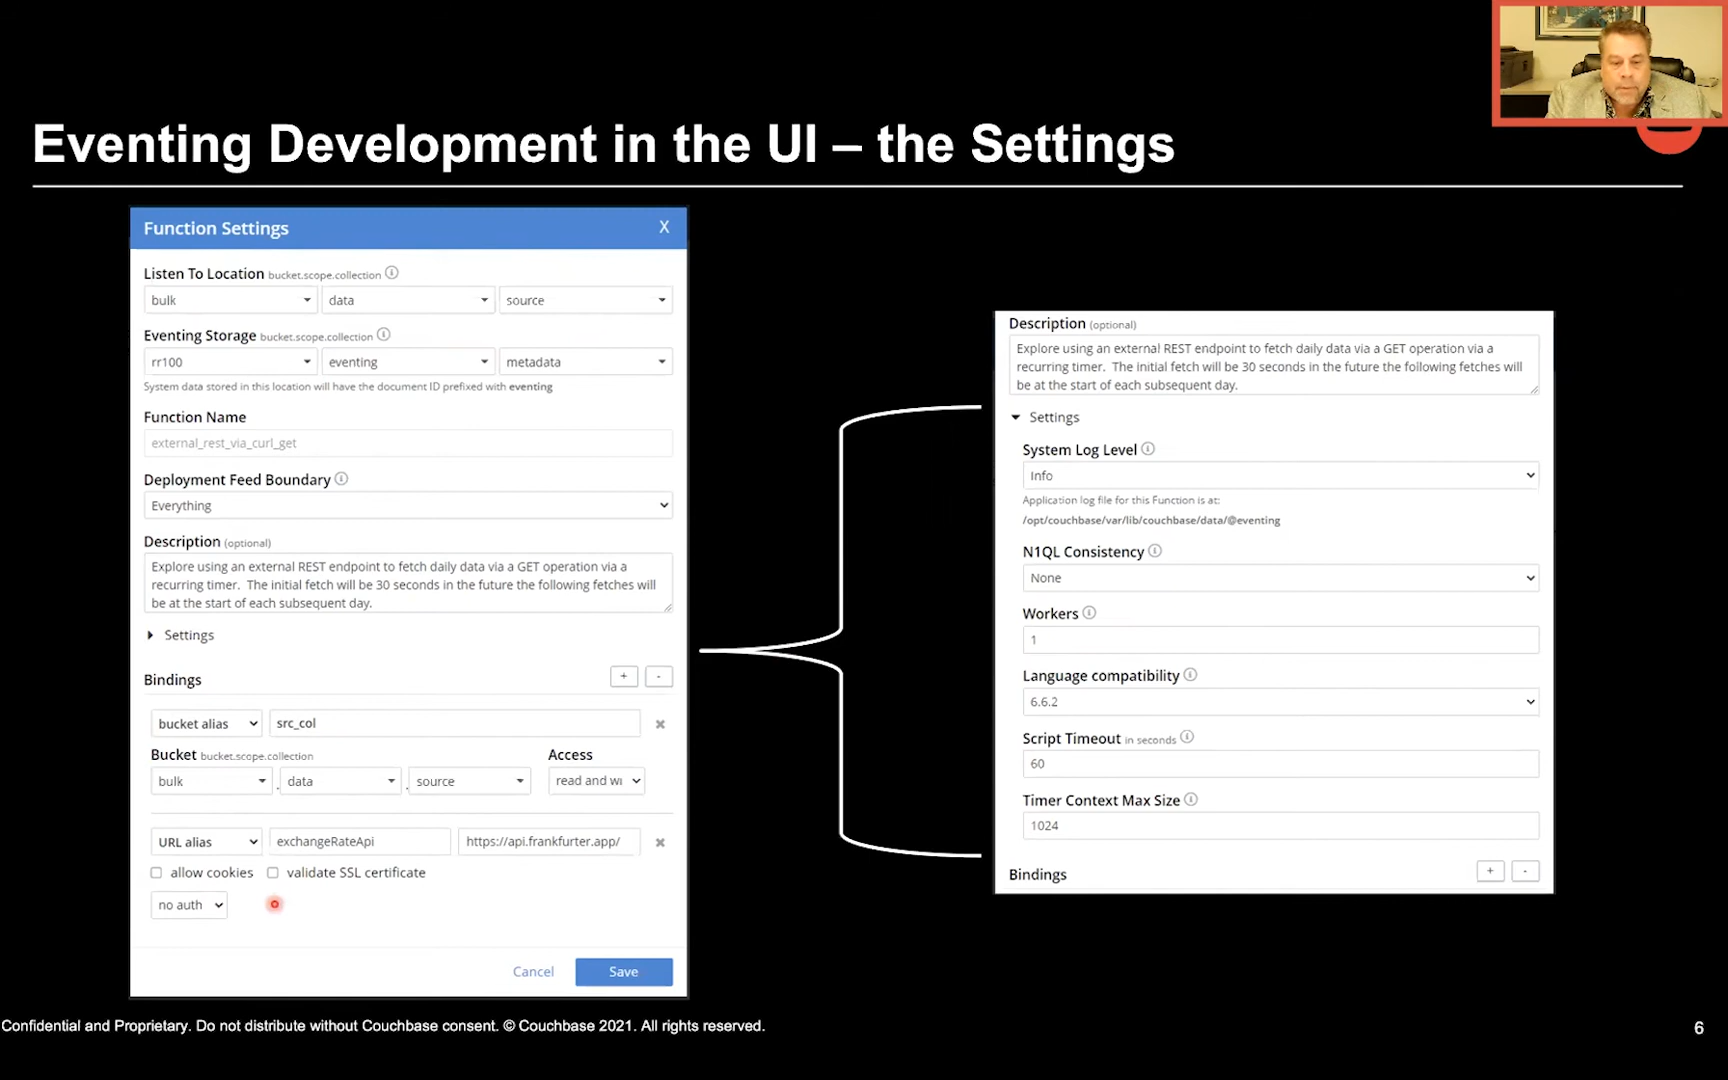 Eventing Development in the UI – the Settings
Function Settings X
Listen To Location bucket.scope.collection
bulk data source
Eventing Storage bucket.scope.collection
rr100 eventing metadata
System data stored in this location will have the document ID prefixed with eventing
Function Name
external_rest_via_curl_get
Deployment Feed Boundary
Everything
Description (optional)
Explore using an external REST endpoint to fetch daily data via a GET operation via a
recurring timer. The initial fetch will be 30 seconds in the future the following fetches will
be at the start of each subsequent day.
Settings
Bindings + -
bucket alias src_col
Bucket bucket.scope.collection Access
bulk . data . source read and wi
URL alias exchangeRateApi https://api.frankfurter.app/
allow cookies validate SSL certificate
no auth
Cancel Save
Description (optional)
Explore using an external REST endpoint to fetch daily data via a GET operation via a
recurring timer. The initial fetch will be 30 seconds in the future the following fetches will
be at the start of each subsequent day.
Settings
System Log Level
Info
Application log file for this Function is at:
/opt/couchbase/var/lib/couchbase/data/@eventing
N1QL Consistency
None
Workers
1
Language compatibility
6.6.2
Script Timeout in seconds
60
Timer Context Max Size
1024
Bindings + -
Confidential and Proprietary. Do not distribute without Couchbase consent. © Couchbase 2021. All rights reserved.
6